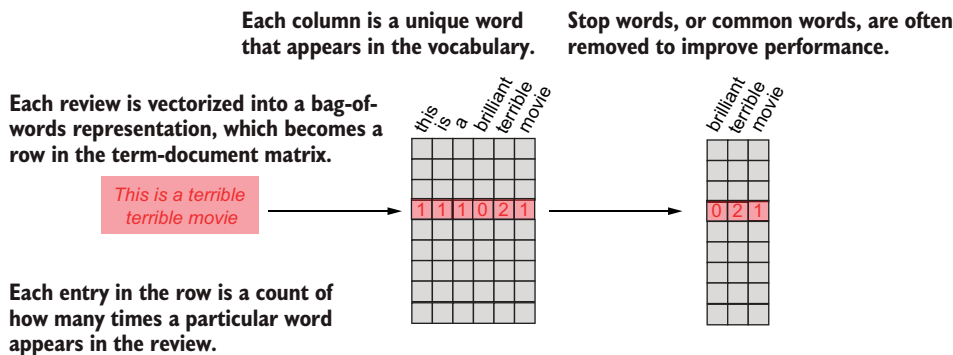 Each column is a unique word
that appears in the vocabulary.
Stop words, or common words, are often
removed to improve performance.
Each review is vectorized into a bag-of-
words representation, which becomes a
row in the term-document matrix.
This is a terrible
terrible movie
this is a brilliant terrible movie
1 1 1 0 2 1
brilliant terrible movie
0 2 1
Each entry in the row is a count of
how many times a particular word
appears in the review.